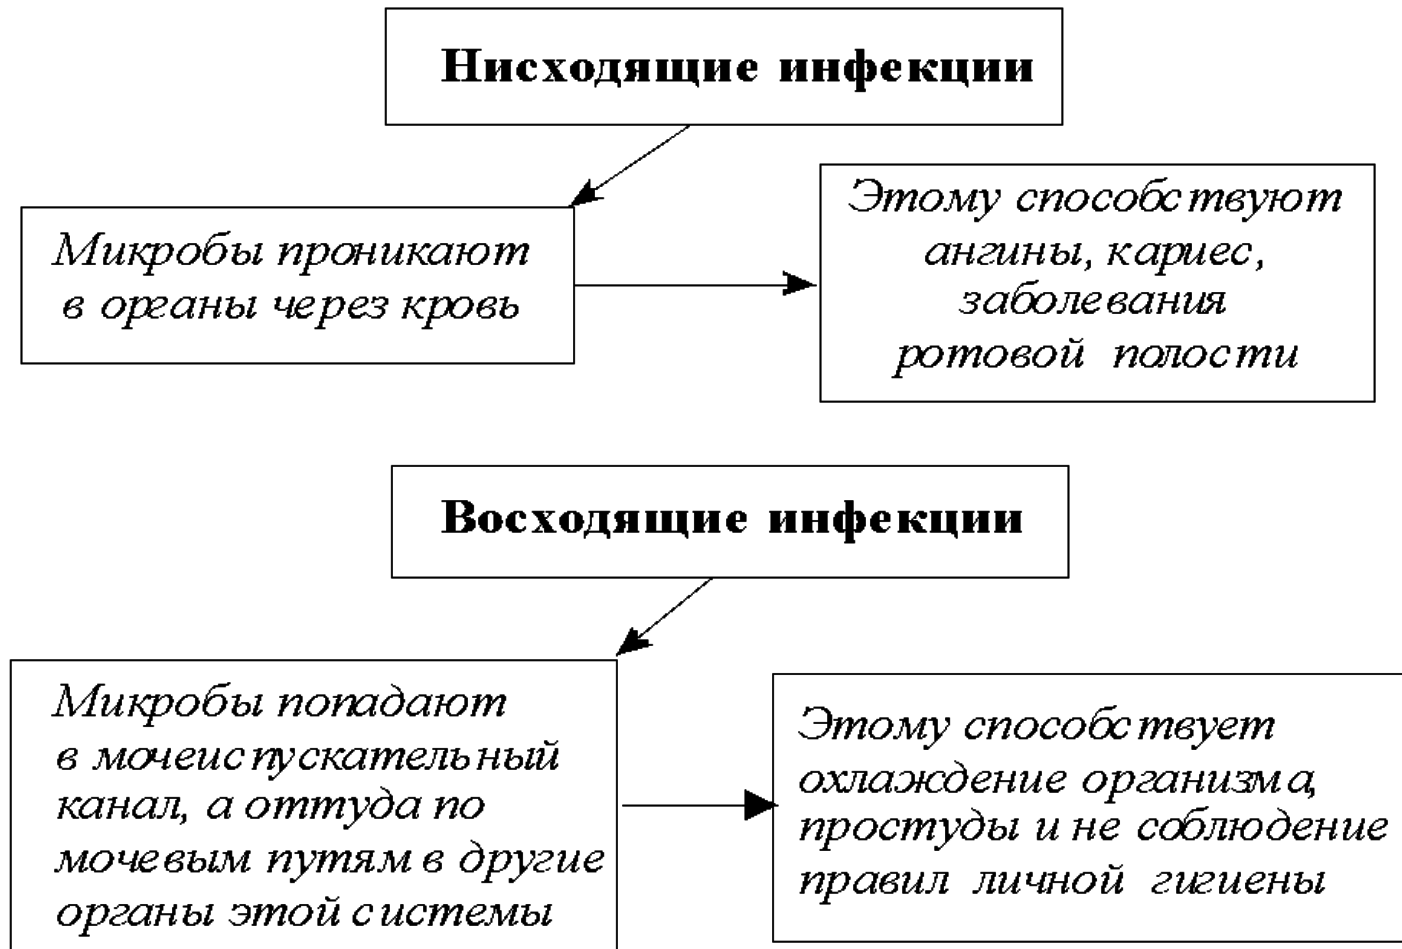 Нисходящие инфекции
Микробы проникают
в органы через кровь
Этому способствуют
ангины, кариес,
заболевания
ротовой полости
Восходящие инфекции
Микробы попадают
в мочеиспускательный
канал, а оттуда по
мочевым путям в другие
органы этой системы
Этому способствует
охлаждение организма,
простуды и не соблюдение
правил личной гигиены